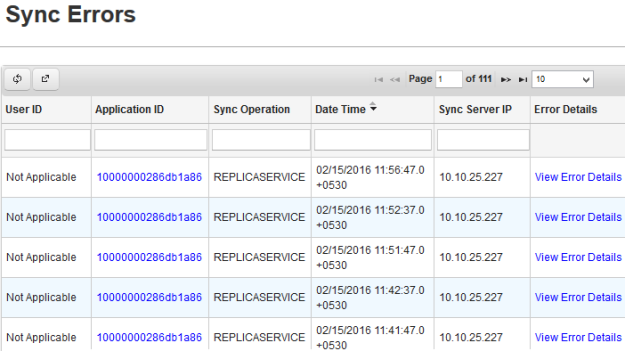 Sync Errors
Page 1 of 111 10
User ID Application ID Sync Operation Date Time Sync Server IP Error Details
Not Applicable 10000000286db1a86 REPLICASERVICE 02/15/2016 11:56:47.0 10.10.25.227 View Error Details
+0530
Not Applicable 10000000286db1a86 REPLICASERVICE 02/15/2016 11:52:37.0 10.10.25.227 View Error Details
+0530
Not Applicable 10000000286db1a86 REPLICASERVICE 02/15/2016 11:51:47.0 10.10.25.227 View Error Details
+0530
Not Applicable 10000000286db1a86 REPLICASERVICE 02/15/2016 11:42:37.0 10.10.25.227 View Error Details
+0530
Not Applicable 10000000286db1a86 REPLICASERVICE 02/15/2016 11:41:47.0 10.10.25.227 View Error Details
+0530